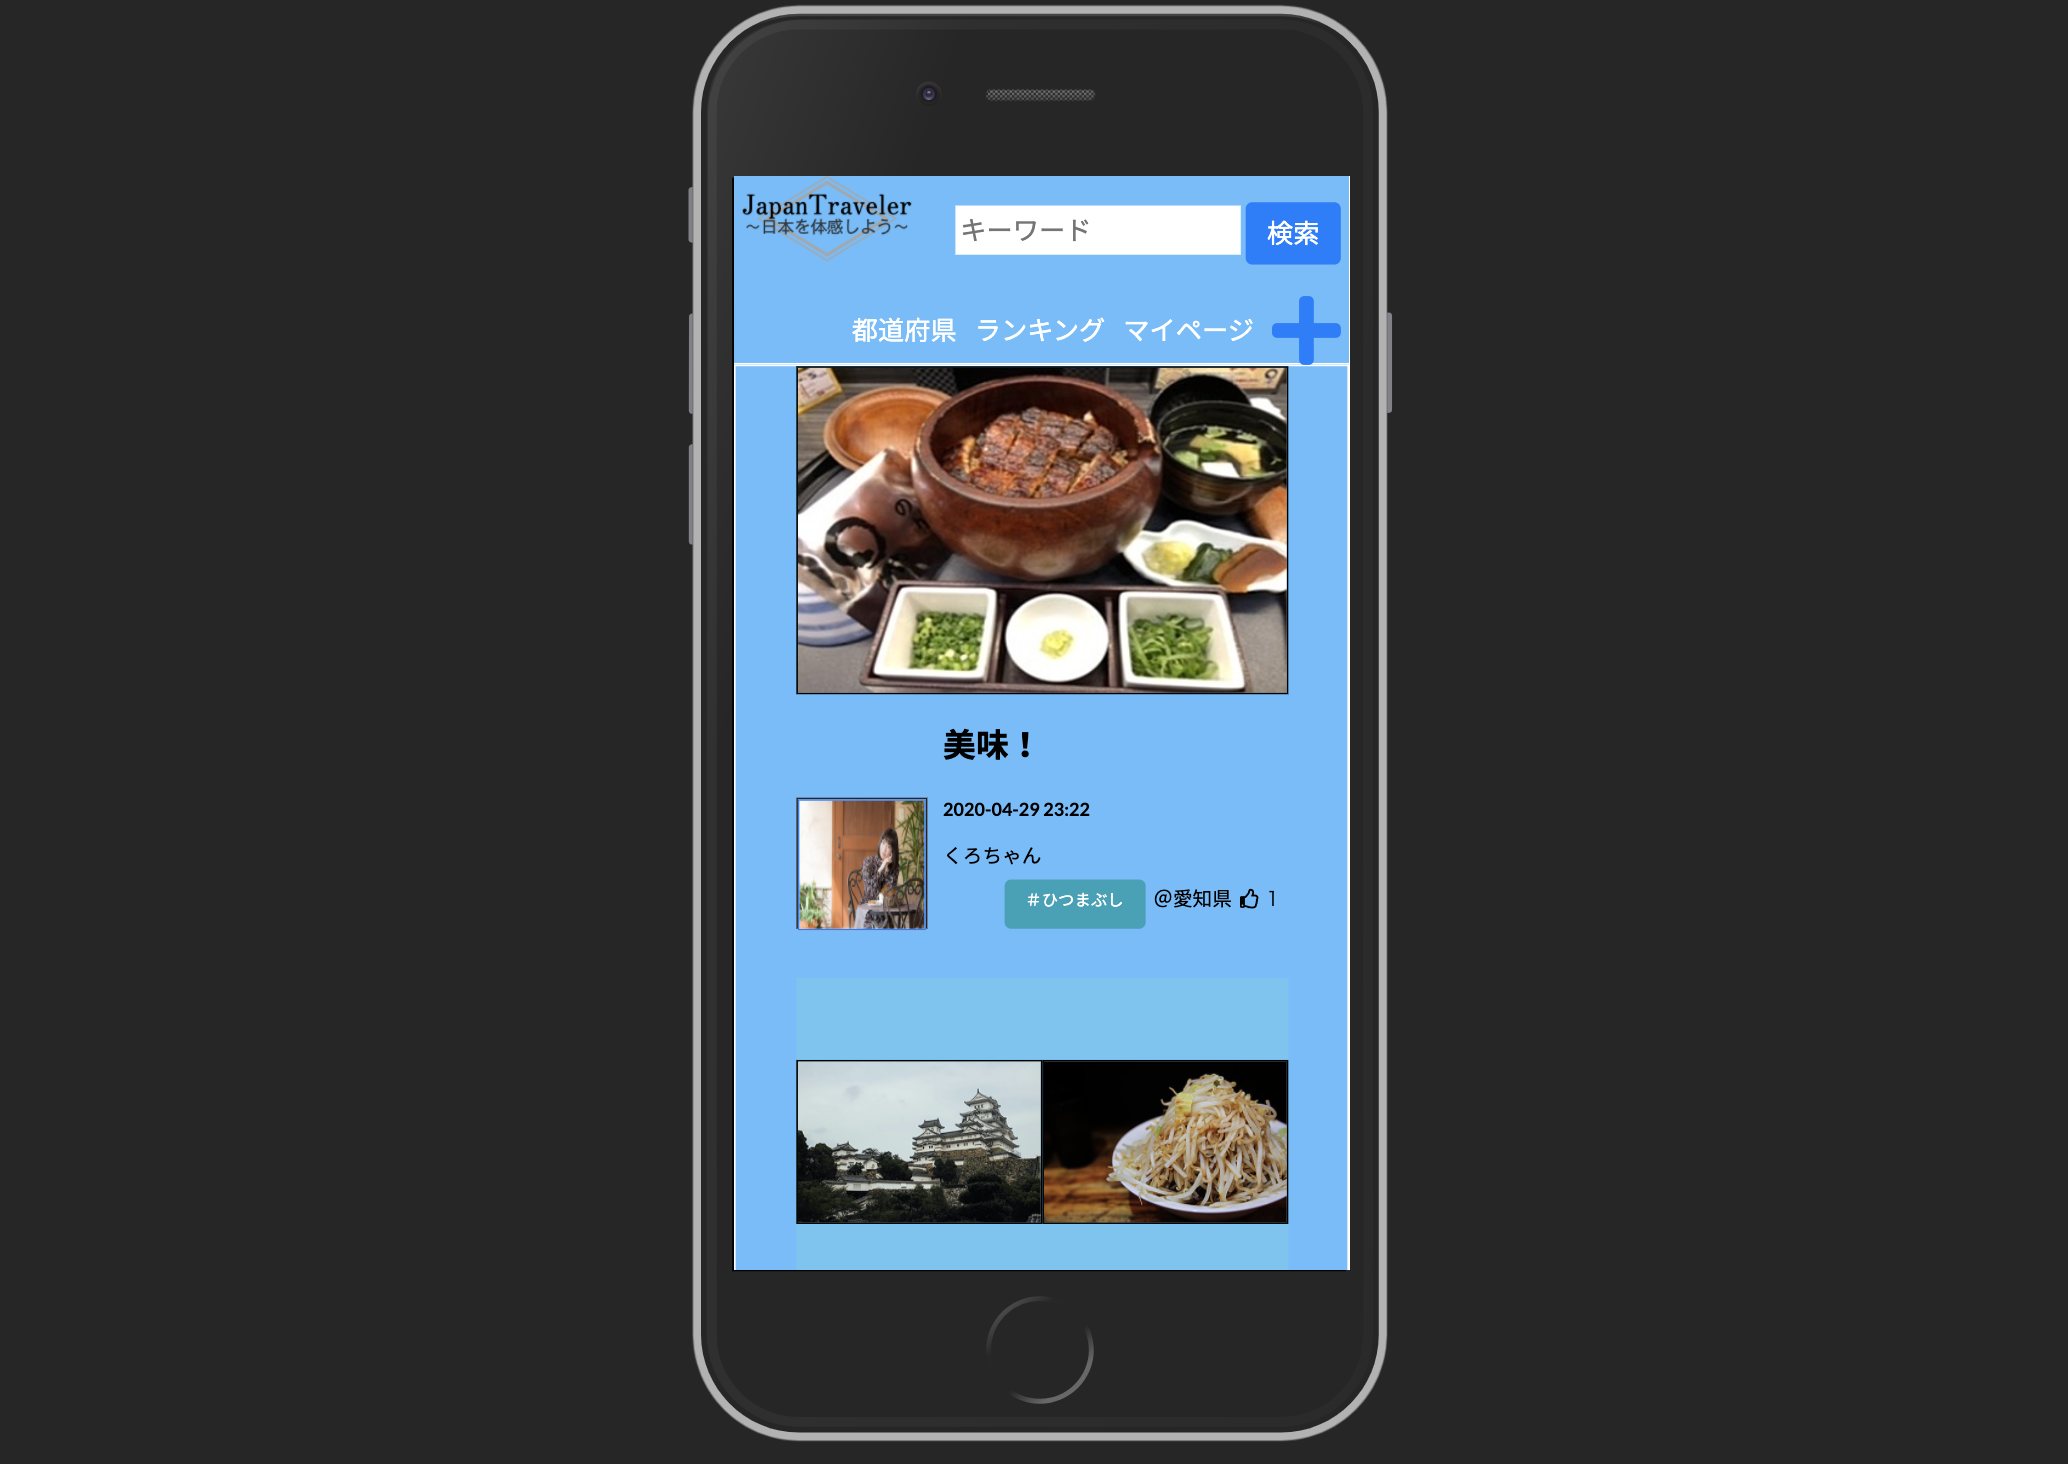 JapanTraveler
～日本を体感しよう～
キーワード 検索
都道府県 ランキング マイページ
美味！
2020-04-29 23:22
くろちゃん
#ひつまぶし @愛知県 1